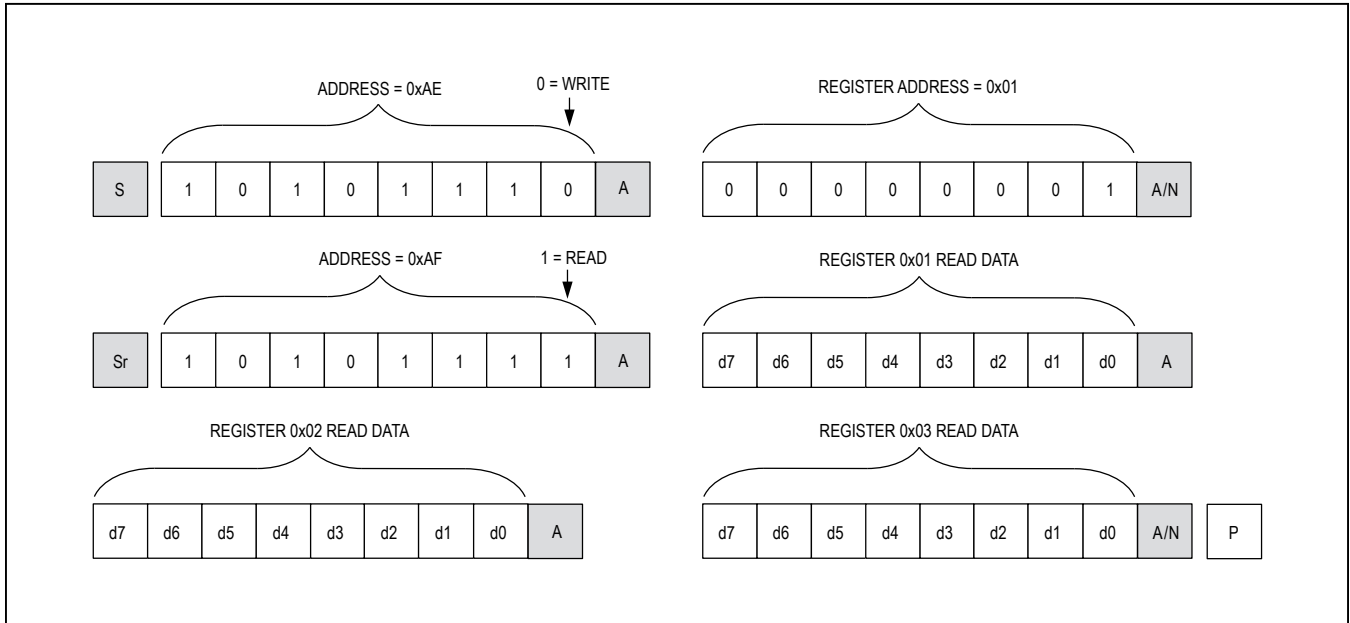 ADDRESS = 0xAE 0 = WRITE REGISTER ADDRESS = 0x01
S 1 0 1 0 1 1 1 0 A 0 0 0 0 0 0 0 1 A/N
ADDRESS = 0xAF 1 = READ REGISTER 0x01 READ DATA
Sr 1 0 1 0 1 1 1 1 A d7 d6 d5 d4 d3 d2 d1 d0 A
REGISTER 0x02 READ DATA REGISTER 0x03 READ DATA
d7 d6 d5 d4 d3 d2 d1 d0 A d7 d6 d5 d4 d3 d2 d1 d0 A/N P